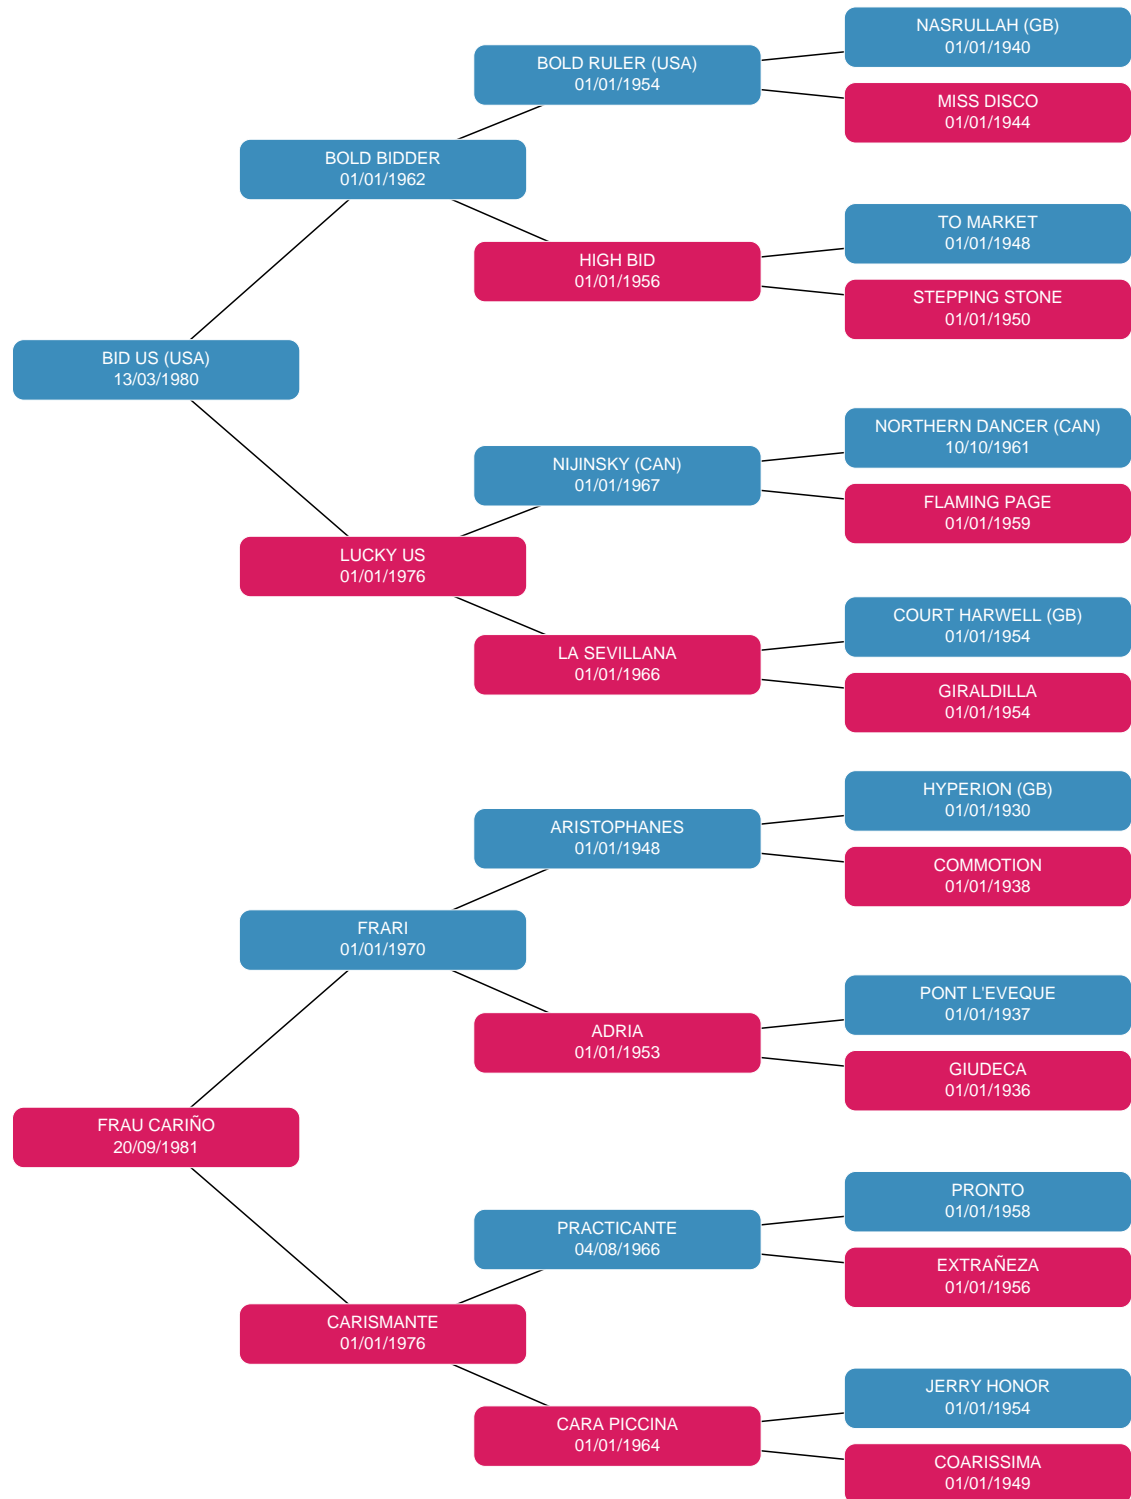 NASRULLAH (GB)
01/01/1940
BOLD RULER (USA)
01/01/1954
MISS DISCO
01/01/1944
BOLD BIDDER
01/01/1962
TO MARKET
01/01/1948
HIGH BID
01/01/1956
STEPPING STONE
01/01/1950
BID US (USA)
13/03/1980
NORTHERN DANCER (CAN)
10/10/1961
NIJINSKY (CAN)
01/01/1967
FLAMING PAGE
01/01/1959
LUCKY US
01/01/1976
COURT HARWELL (GB)
01/01/1954
LA SEVILLANA
01/01/1966
GIRALDILLA
01/01/1954
HYPERION (GB)
01/01/1930
ARISTOPHANES
01/01/1948
COMMOTION
01/01/1938
FRARI
01/01/1970
PONT L'EVEQUE
01/01/1937
ADRIA
01/01/1953
GIUDECA
01/01/1936
FRAU CARIÑO
20/09/1981
PRONTO
01/01/1958
PRACTICANTE
04/08/1966
EXTRAÑEZA
01/01/1956
CARISMANTE
01/01/1976
JERRY HONOR
01/01/1954
CARA PICCINA
01/01/1964
COARISSIMA
01/01/1949